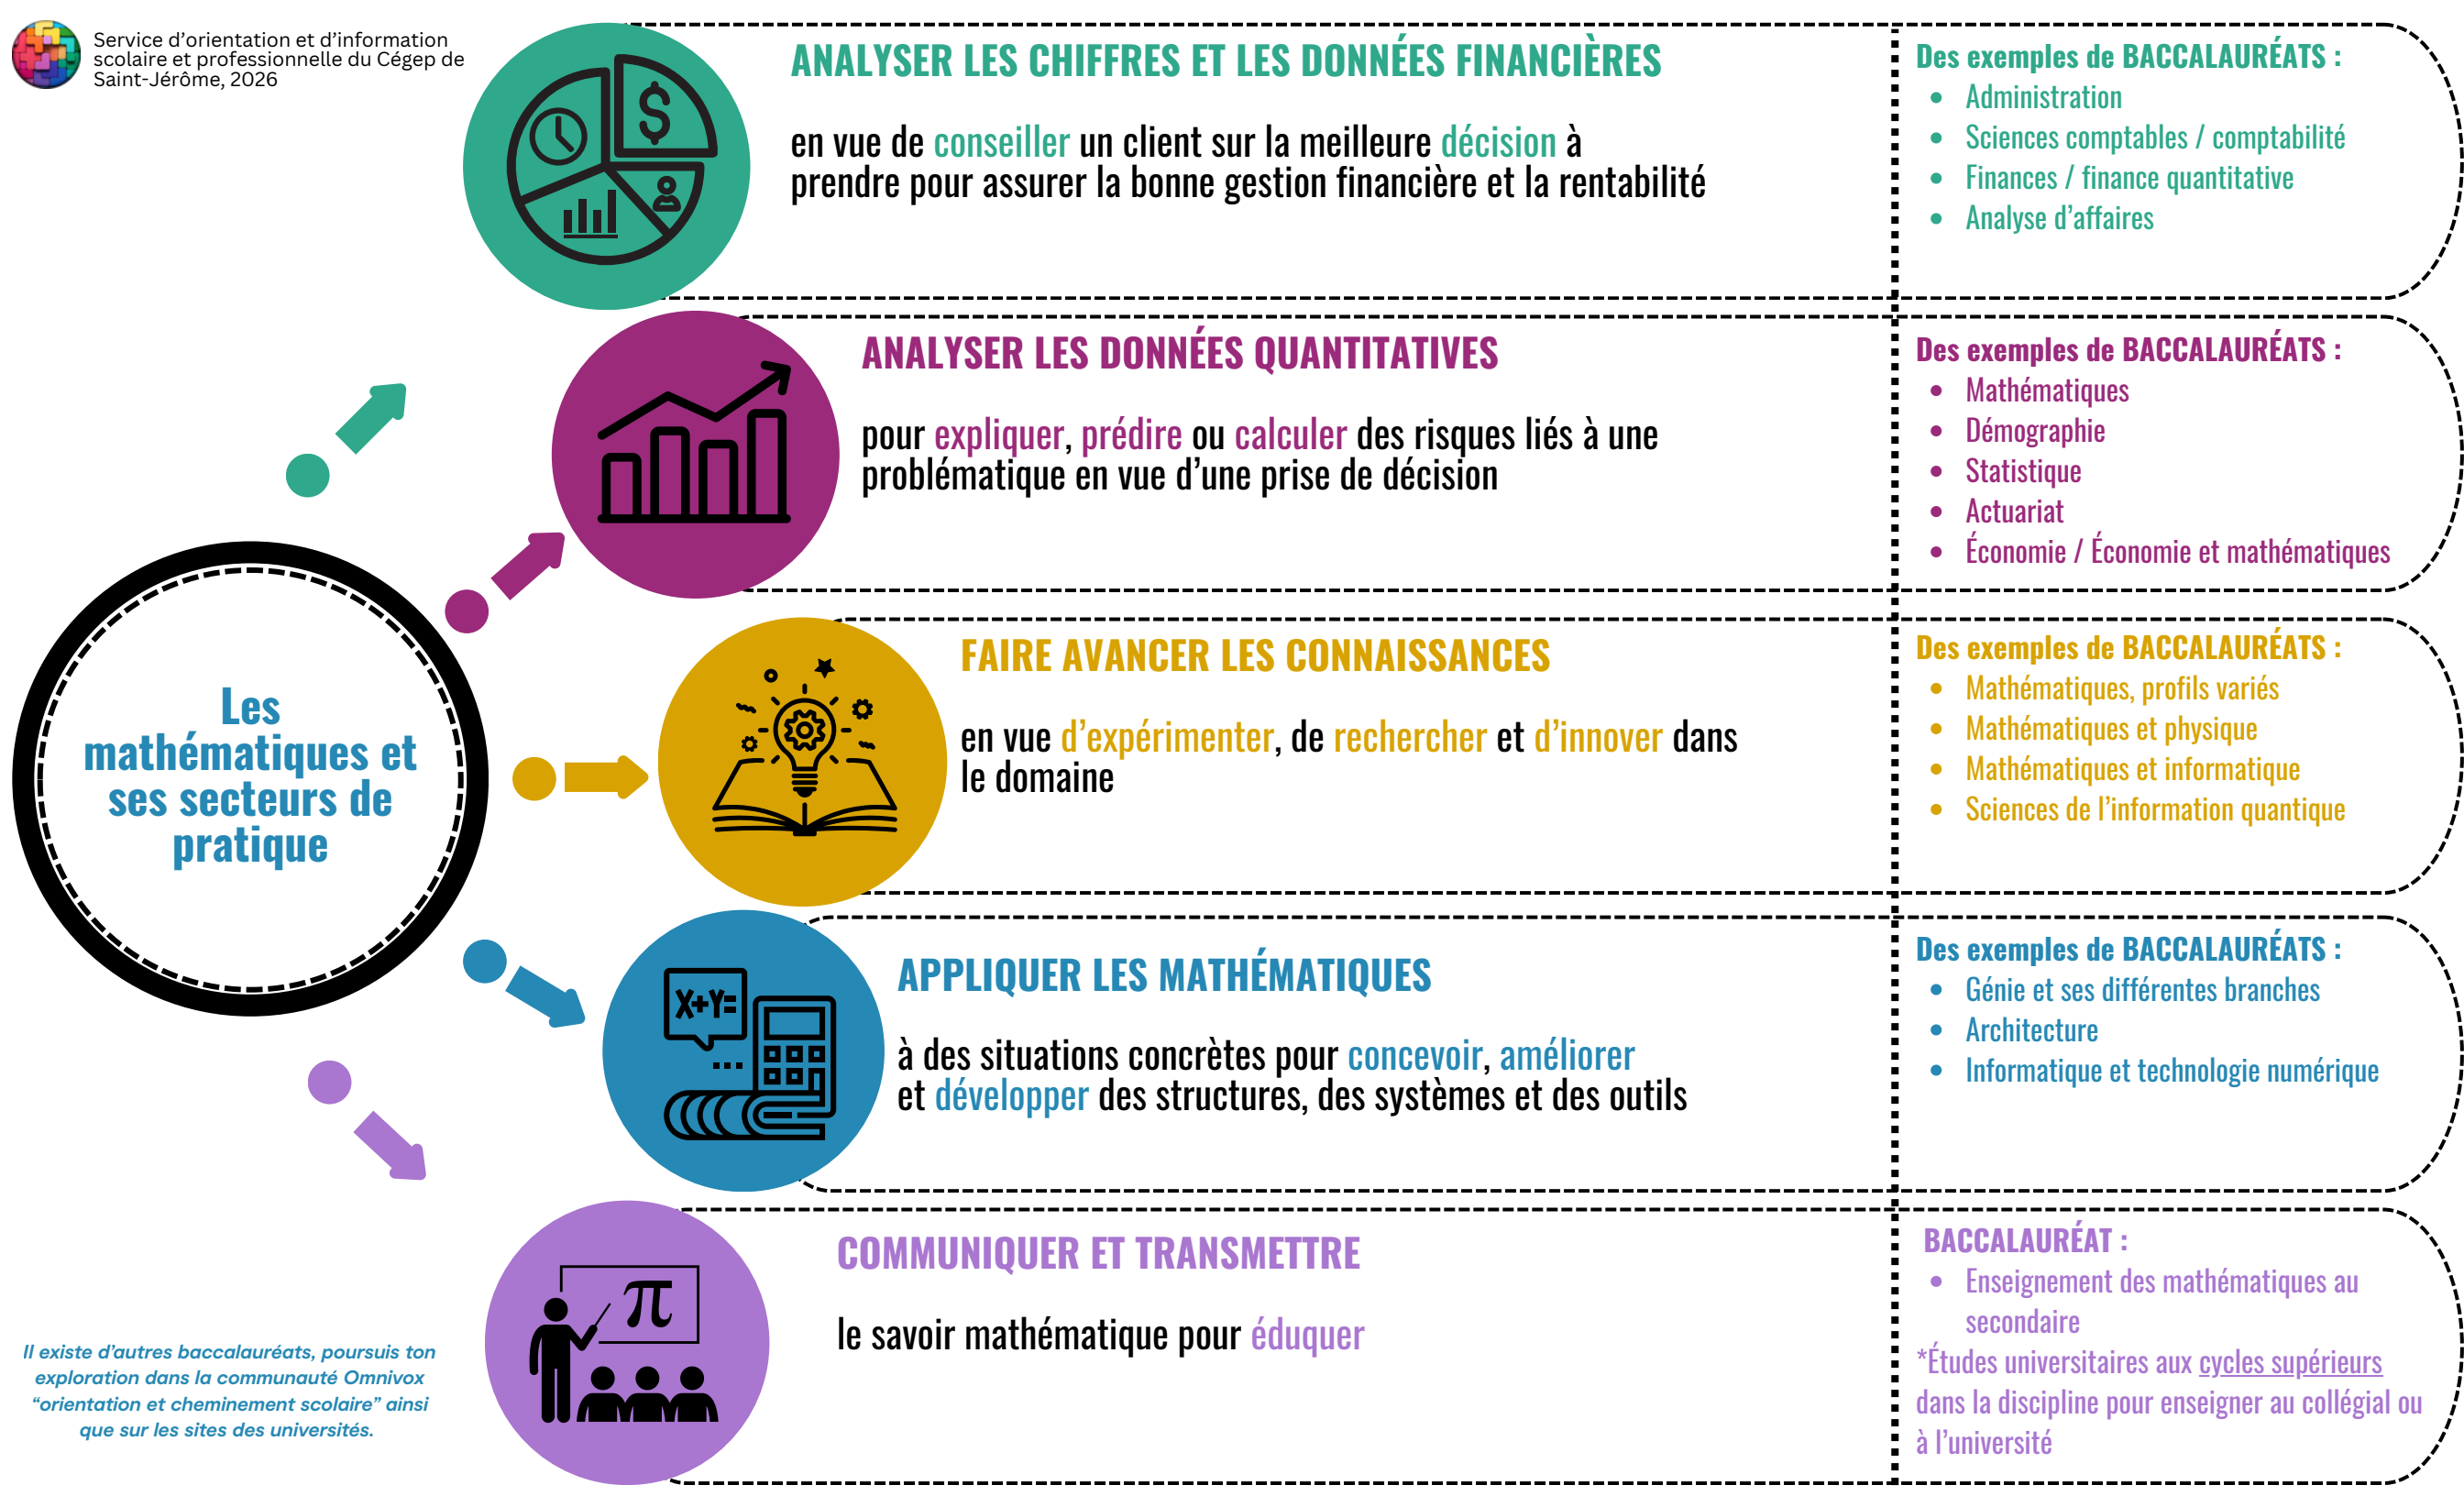 Service d’orientation et d’information
scolaire et professionnelle du Cégep de
Saint-Jérôme, 2026
ANALYSER LES CHIFFRES ET LES DONNÉES FINANCIÈRES
en vue de conseiller un client sur la meilleure décision à
prendre pour assurer la bonne gestion financière et la rentabilité
Des exemples de BACCALAURÉATS :
• Administration
• Sciences comptables / comptabilité
• Finances / finance quantitative
• Analyse d’affaires
$
ANALYSER LES DONNÉES QUANTITATIVES
pour expliquer, prédire ou calculer des risques liés à une
problématique en vue d’une prise de décision
Des exemples de BACCALAURÉATS :
• Mathématiques
• Démographie
• Statistique
• Actuariat
• Économie / Économie et mathématiques
Les
mathématiques et
ses secteurs de
pratique
FAIRE AVANCER LES CONNAISSANCES
en vue d’expérimenter, de rechercher et d’innover dans
le domaine
Des exemples de BACCALAURÉATS :
• Mathématiques, profils variés
• Mathématiques et physique
• Mathématiques et informatique
• Sciences de l’information quantique
X+Y=
APPLIQUER LES MATHÉMATIQUES
à des situations concrètes pour concevoir, améliorer
et développer des structures, des systèmes et des outils
Des exemples de BACCALAURÉATS :
• Génie et ses différentes branches
• Architecture
• Informatique et technologie numérique
π
COMMUNIQUER ET TRANSMETTRE
le savoir mathématique pour éduquer
BACCALAURÉAT :
• Enseignement des mathématiques au
secondaire
*Études universitaires aux cycles supérieurs
dans la discipline pour enseigner au collégial ou
à l’université
Il existe d’autres baccalauréats, poursuis ton
exploration dans la communauté Omnivox
“orientation et cheminement scolaire” ainsi
que sur les sites des universités.